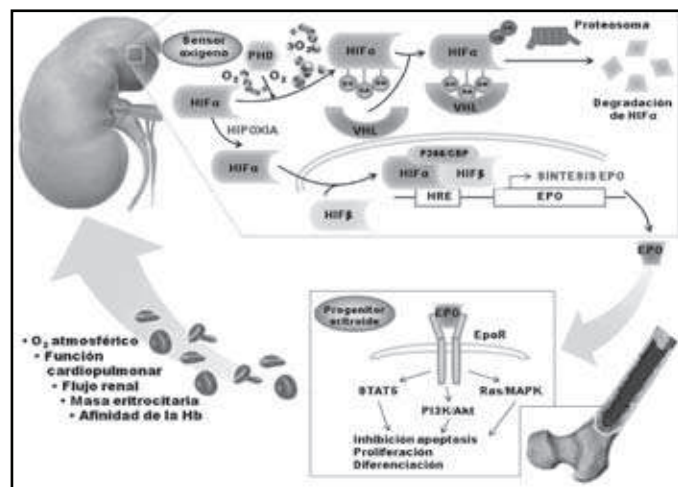 Sensor
oxígeno
PHD
O₂
3O₂
O₂
HIFα
HIFα
HIFα
Proteosoma
VHL
VHL
Degradación
de HIFα
HIPOXIA
HIFα
HIFβ
P300/CBP
HIFα
HIFβ
SÍNTESIS EPO
HRE
EPO
EPO
• O₂ atmosférico
• Función
cardiopulmonar
• Flujo renal
• Masa eritrocitaria
• Afinidad de la Hb
Progenitor
eritroide
EPO
EpoR
STAT5
PI3K/Akt
Ras/MAPK
Inhibición apoptosis
Proliferación
Diferenciación